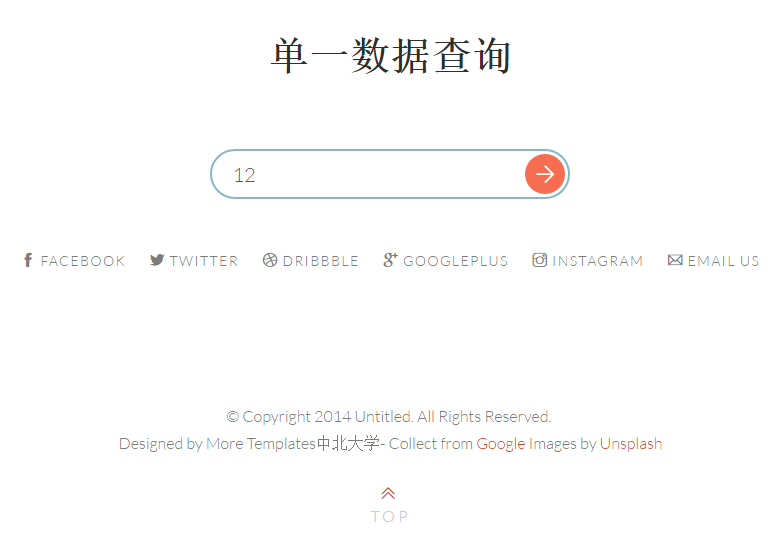 单一数据查询
12
FACEBOOK TWITTER DRIBBBLE GOOGLEPLUS INSTAGRAM EMAIL US
© Copyright 2014 Untitled. All Rights Reserved.
Designed by More Templates中北大学- Collect from Google Images by Unsplash
TOP